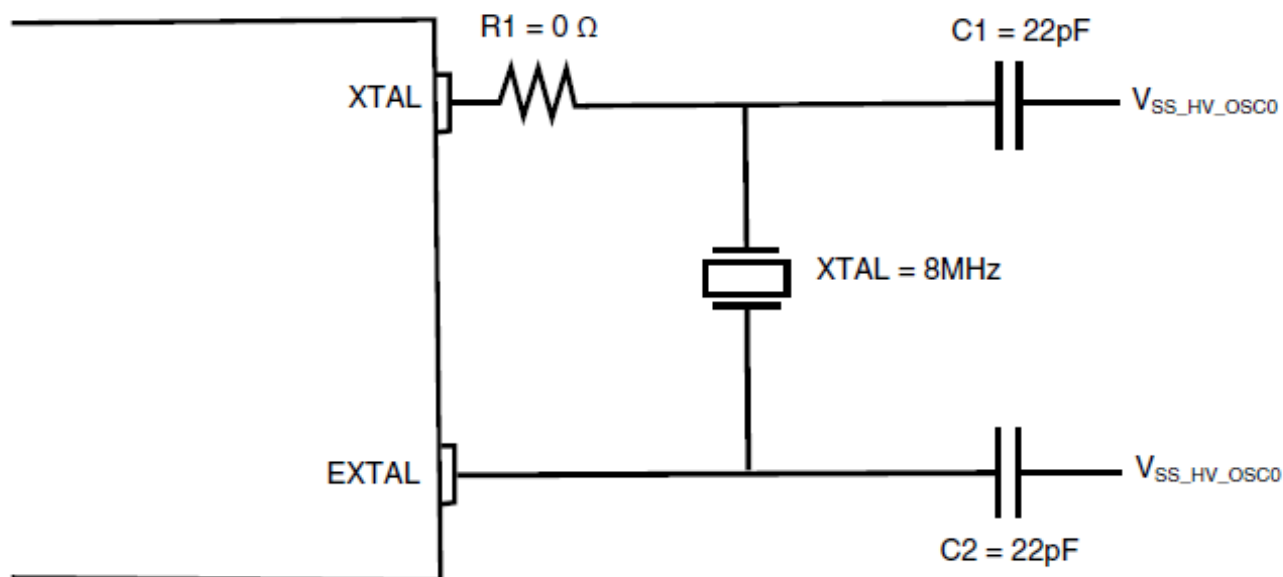 R1 = 0 Ω
C1 = 22pF
XTAL
VSS_HV_OSC0
XTAL = 8MHz
EXTAL
VSS_HV_OSC0
C2 = 22pF